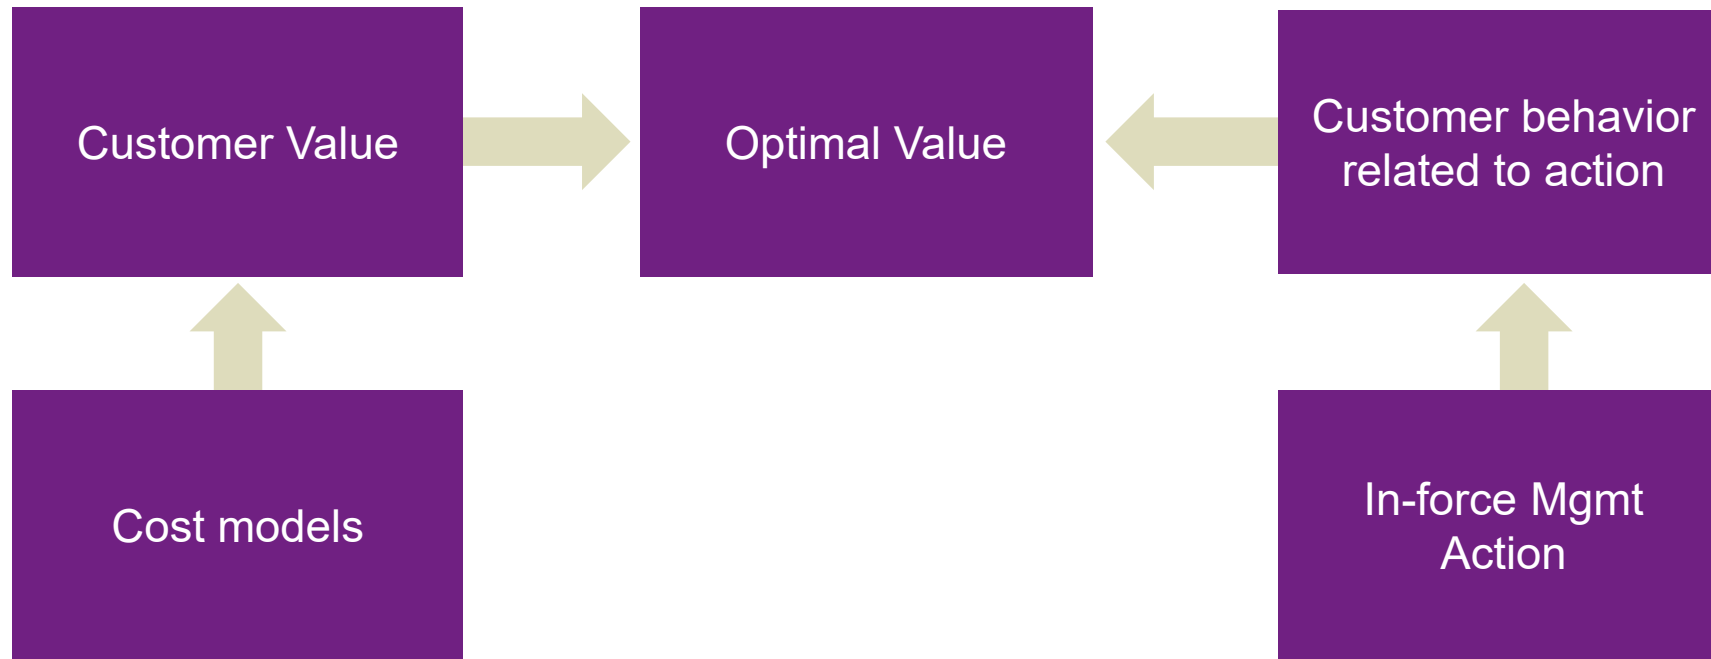 Customer Value
Optimal Value
Customer behavior
related to action
Cost models
In-force Mgmt
Action